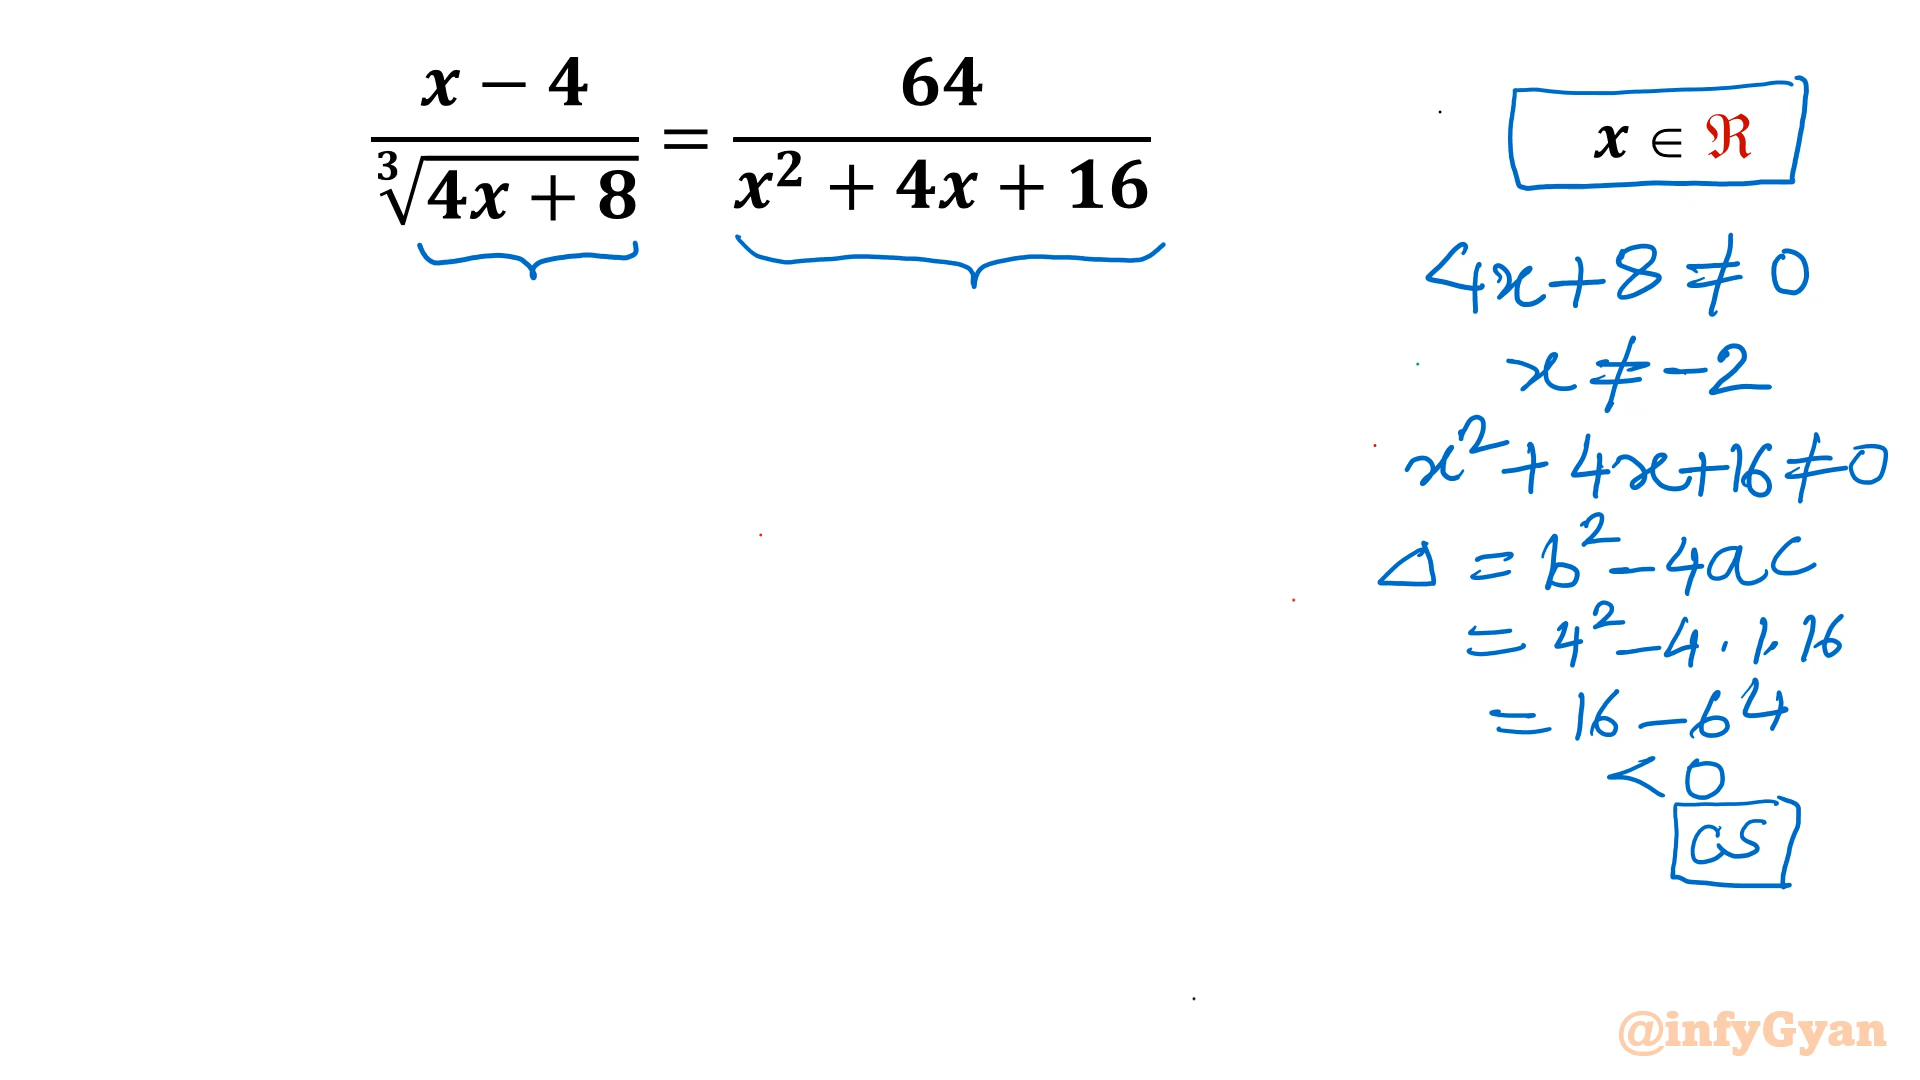 x − 4 / ∛(4x + 8) = 64 / (x² + 4x + 16)
x ∈ ℜ
4x+8 ≠ 0
x ≠ −2
x² + 4x+16 ≠ 0
Δ = b² − 4ac
= 4² − 4 · 1 · 16
= 16 − 64
< 0
CS
@infyGyan